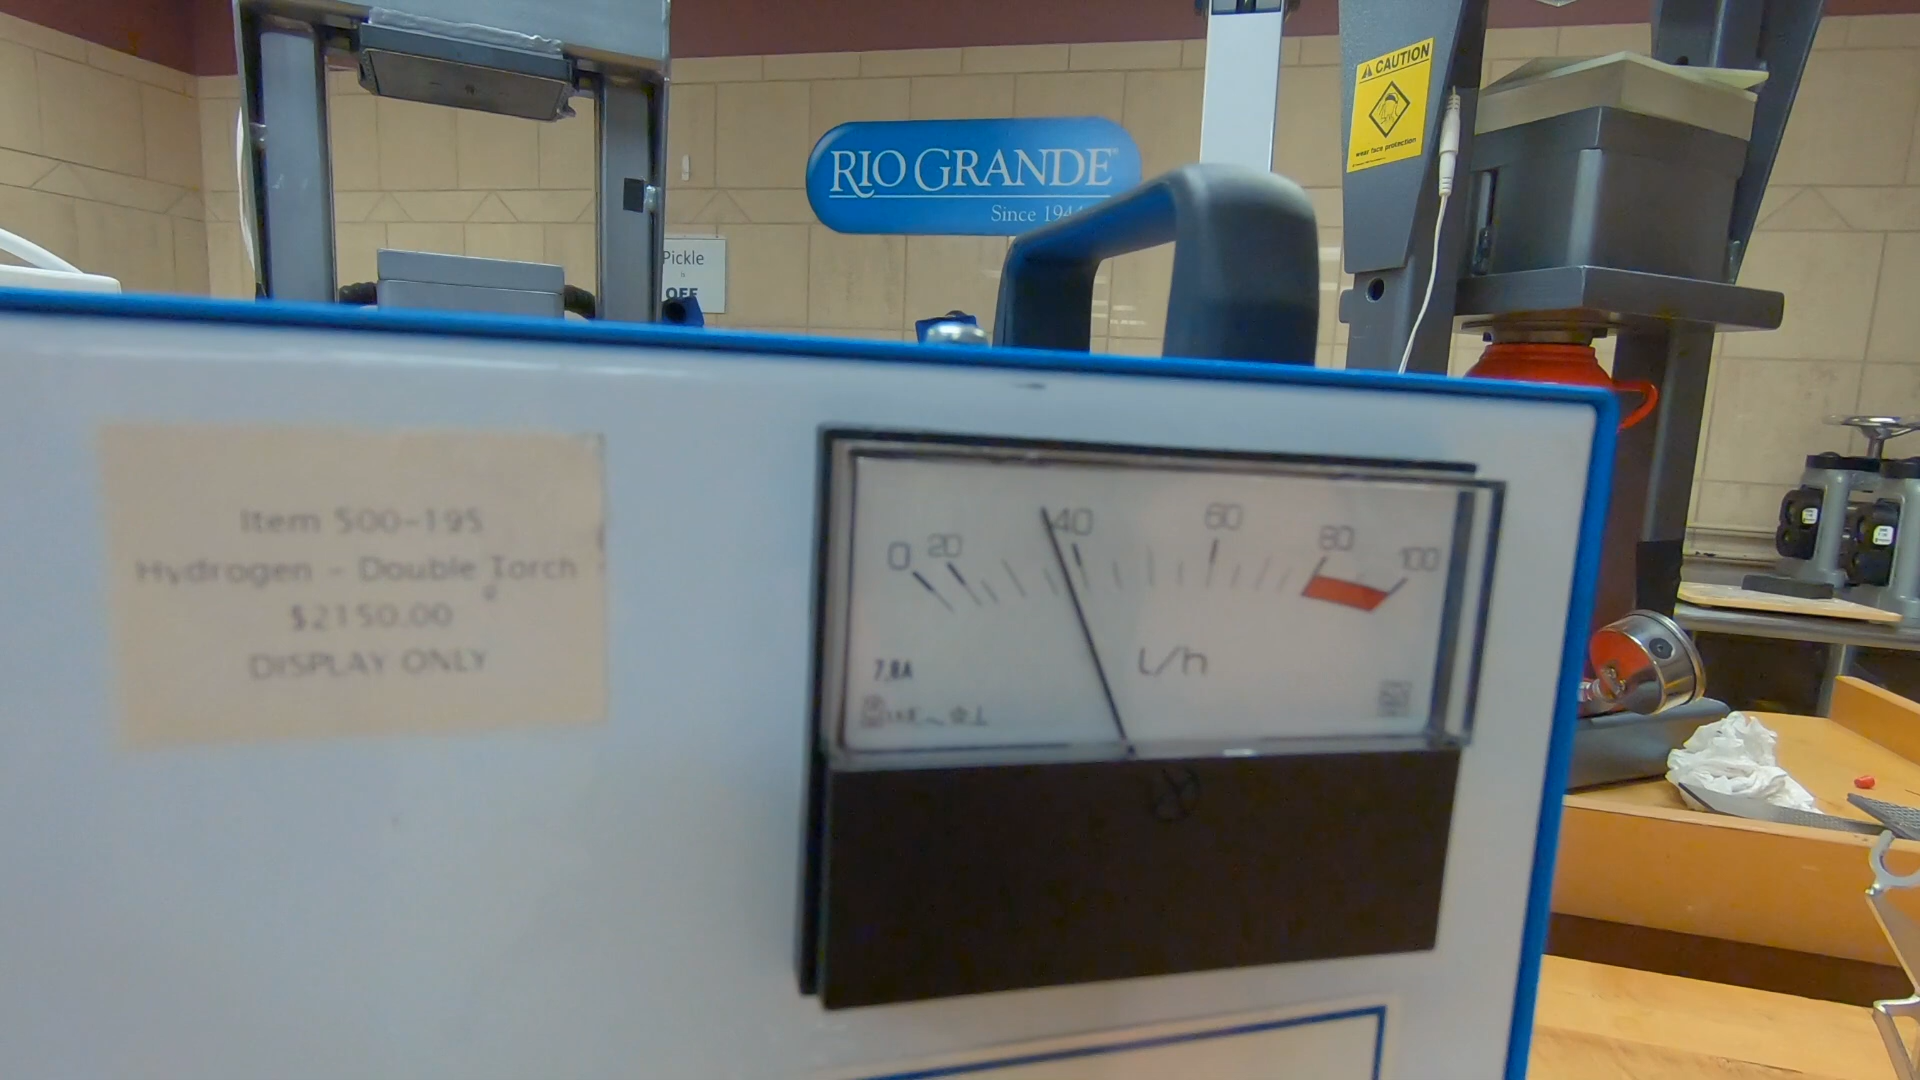 CAUTION
wear face protection
RIO GRANDE
Since 1944
Pickle
is
OFF
Item 500-195
Hydrogen - Double Torch
$2150.00
DISPLAY ONLY
0 20 40 60 80 100
L/h
7,8A